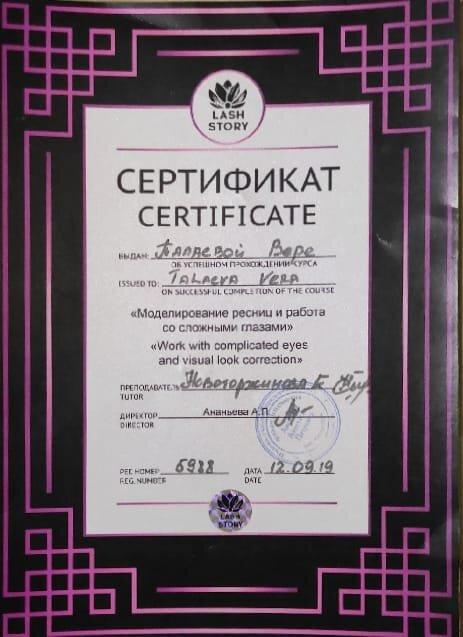 LASH
STORY
СЕРТИФИКАТ
CERTIFICATE
ВЫДАН: Талаевой Вере
ОБ УСПЕШНОМ ПРОХОЖДЕНИИ КУРСА
ISSUED TO: Talaeva Vera
ON SUCCESSFUL COMPLETION OF THE COURSE
«Моделирование ресниц и работа
со сложными глазами»
«Work with complicated eyes
and visual look correction»
ПРЕПОДАВАТЕЛЬ
TUTOR
ДИРЕКТОР Ананьева А.П.
DIRECTOR
РЕГ. НОМЕР 5988 ДАТА 12.09.19
REG. NUMBER DATE
LASH
STORY